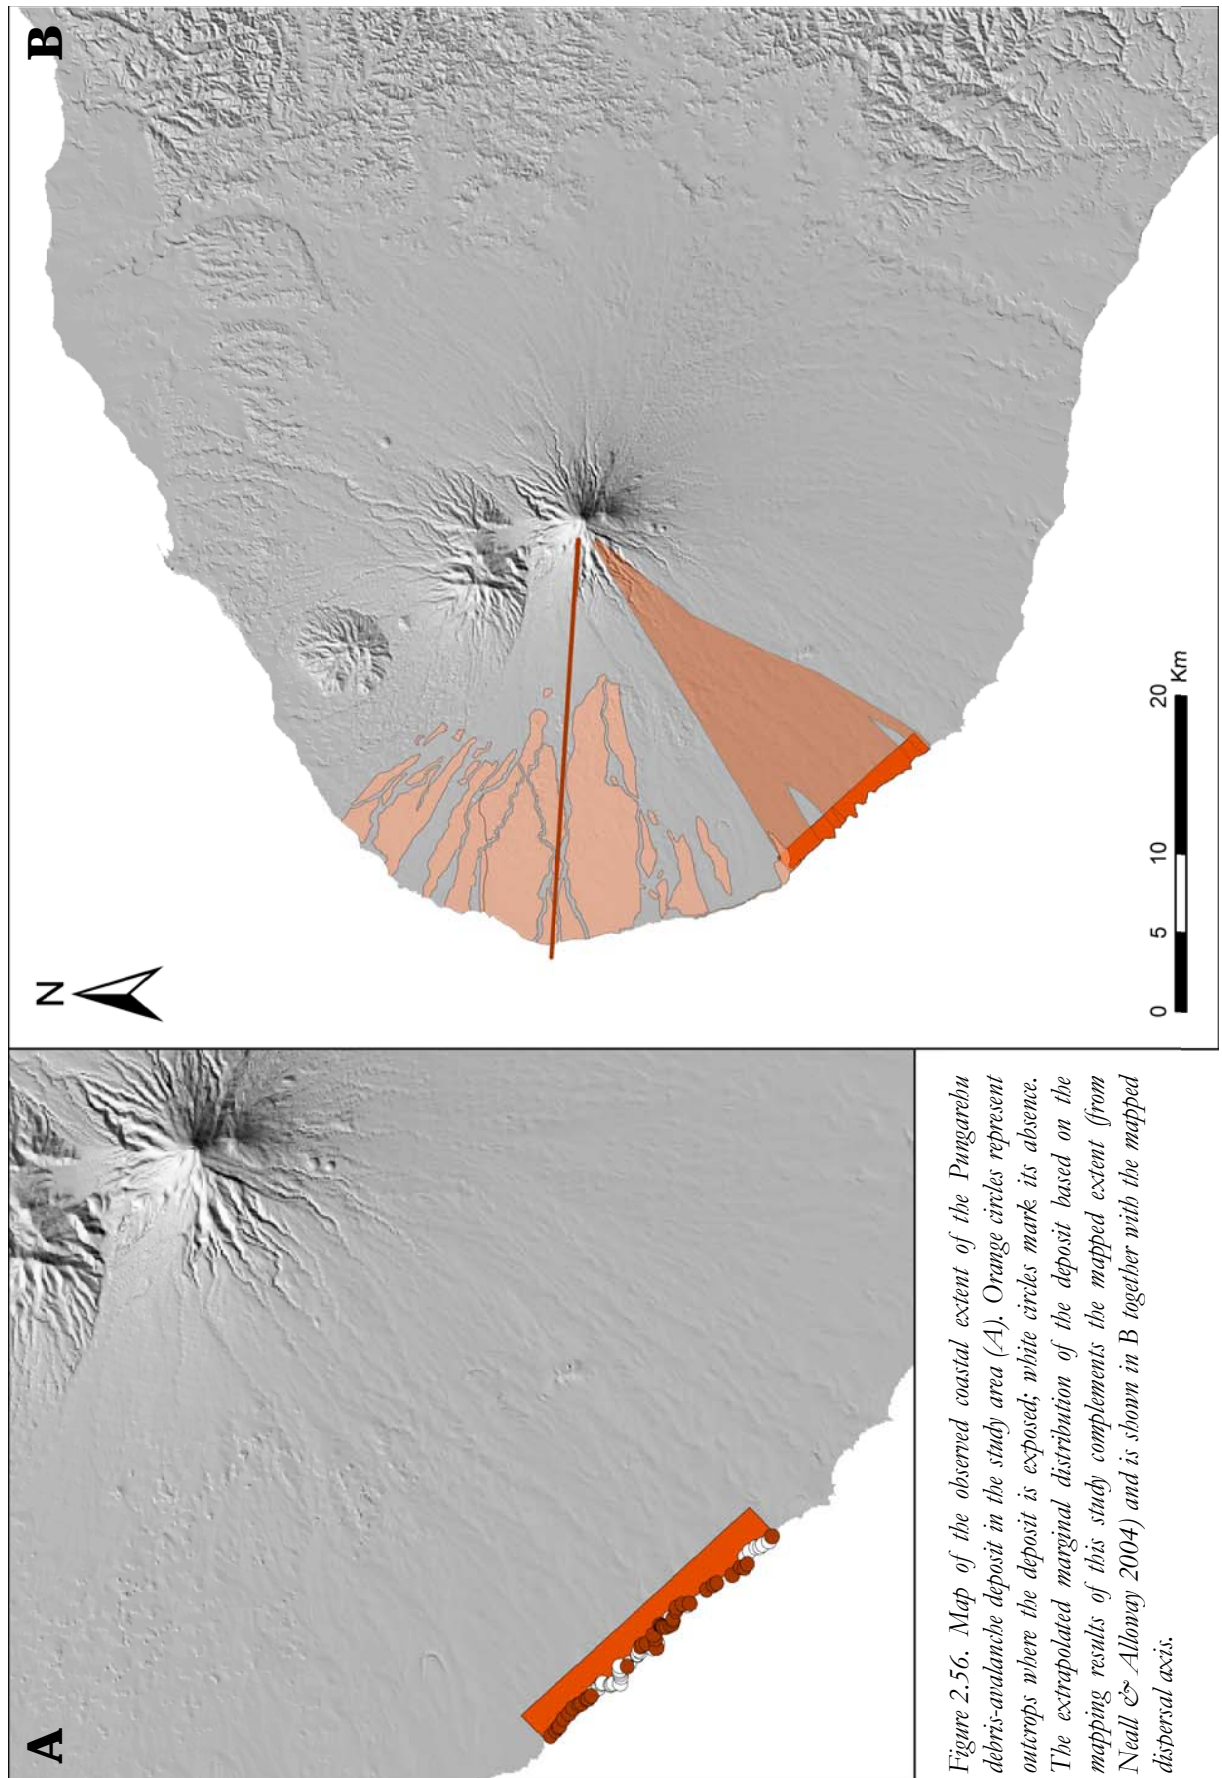 A
B
N
0 5 10 20
Km
Figure 2.56. Map of the observed coastal extent of the Pungarehu
debris-avalanche deposit in the study area (A). Orange circles represent
outcrops where the deposit is exposed; white circles mark its absence.
The extrapolated marginal distribution of the deposit based on the
mapping results of this study complements the mapped extent (from
Neall & Alloway 2004) and is shown in B together with the mapped
dispersal axis.